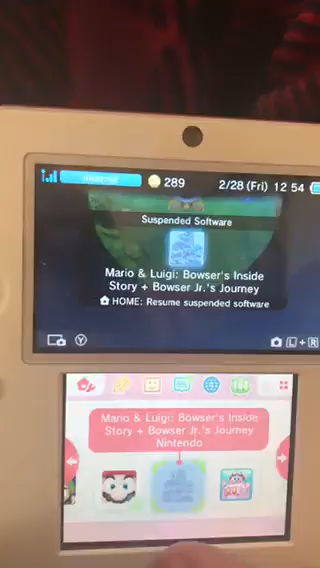 Internet
289
2/28 (Fri) 12 54
Suspended Software
Mario & Luigi: Bowser's Inside
Story + Bowser Jr.'s Journey
HOME: Resume suspended software
Y
L+R
Mario & Luigi: Bowser's Inside
Story + Bowser Jr.'s Journey
Nintendo